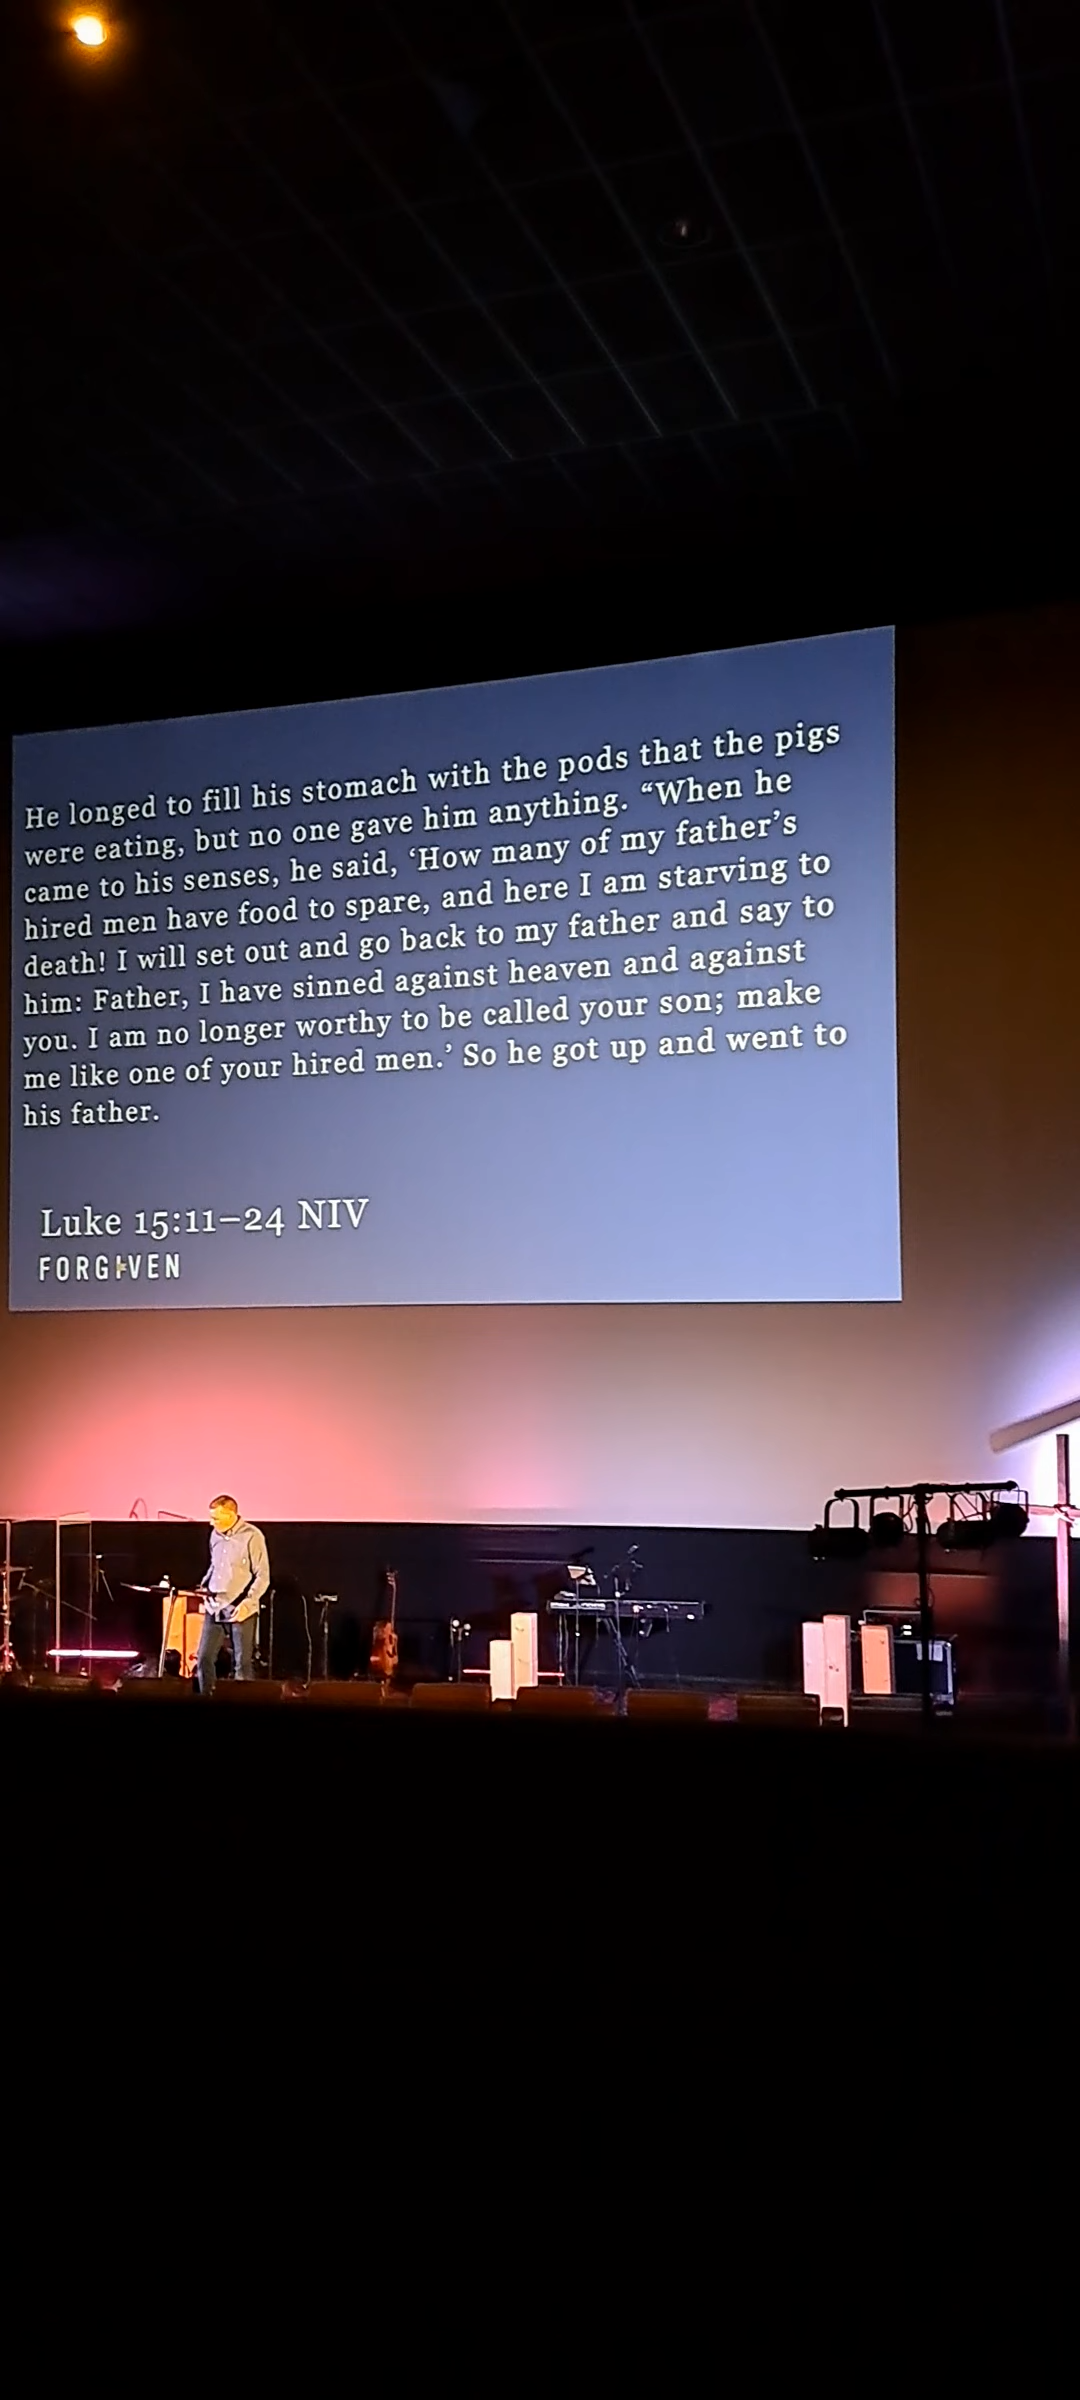 He longed to fill his stomach with the pods that the pigs
were eating, but no one gave him anything. “When he
came to his senses, he said, ‘How many of my father’s
hired men have food to spare, and here I am starving to
death! I will set out and go back to my father and say to
him: Father, I have sinned against heaven and against
you. I am no longer worthy to be called your son; make
me like one of your hired men.’ So he got up and went to
his father.
Luke 15:11–24 NIV
FORGIVEN